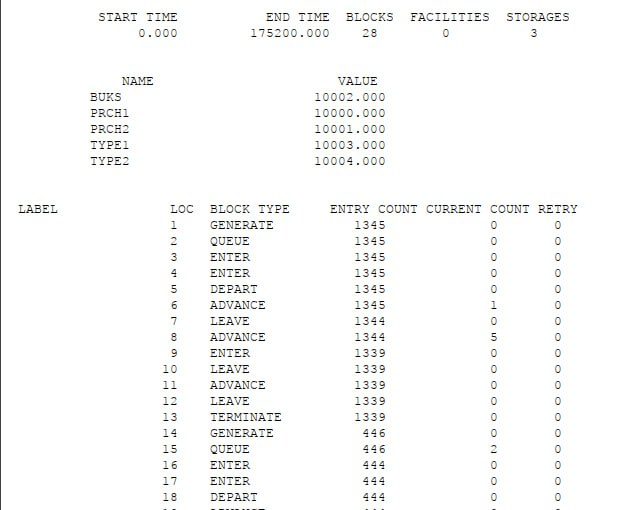 START TIME END TIME BLOCKS FACILITIES STORAGES
0.000 175200.000 28 0 3
NAME VALUE
BUKS 10002.000
PRCH1 10000.000
PRCH2 10001.000
TYPE1 10003.000
TYPE2 10004.000
LABEL LOC BLOCK TYPE ENTRY COUNT CURRENT COUNT RETRY
1 GENERATE 1345 0 0
2 QUEUE 1345 0 0
3 ENTER 1345 0 0
4 ENTER 1345 0 0
5 DEPART 1345 0 0
6 ADVANCE 1345 1 0
7 LEAVE 1344 0 0
8 ADVANCE 1344 5 0
9 ENTER 1339 0 0
10 LEAVE 1339 0 0
11 ADVANCE 1339 0 0
12 LEAVE 1339 0 0
13 TERMINATE 1339 0 0
14 GENERATE 446 0 0
15 QUEUE 446 2 0
16 ENTER 444 0 0
17 ENTER 444 0 0
18 DEPART 444 0 0